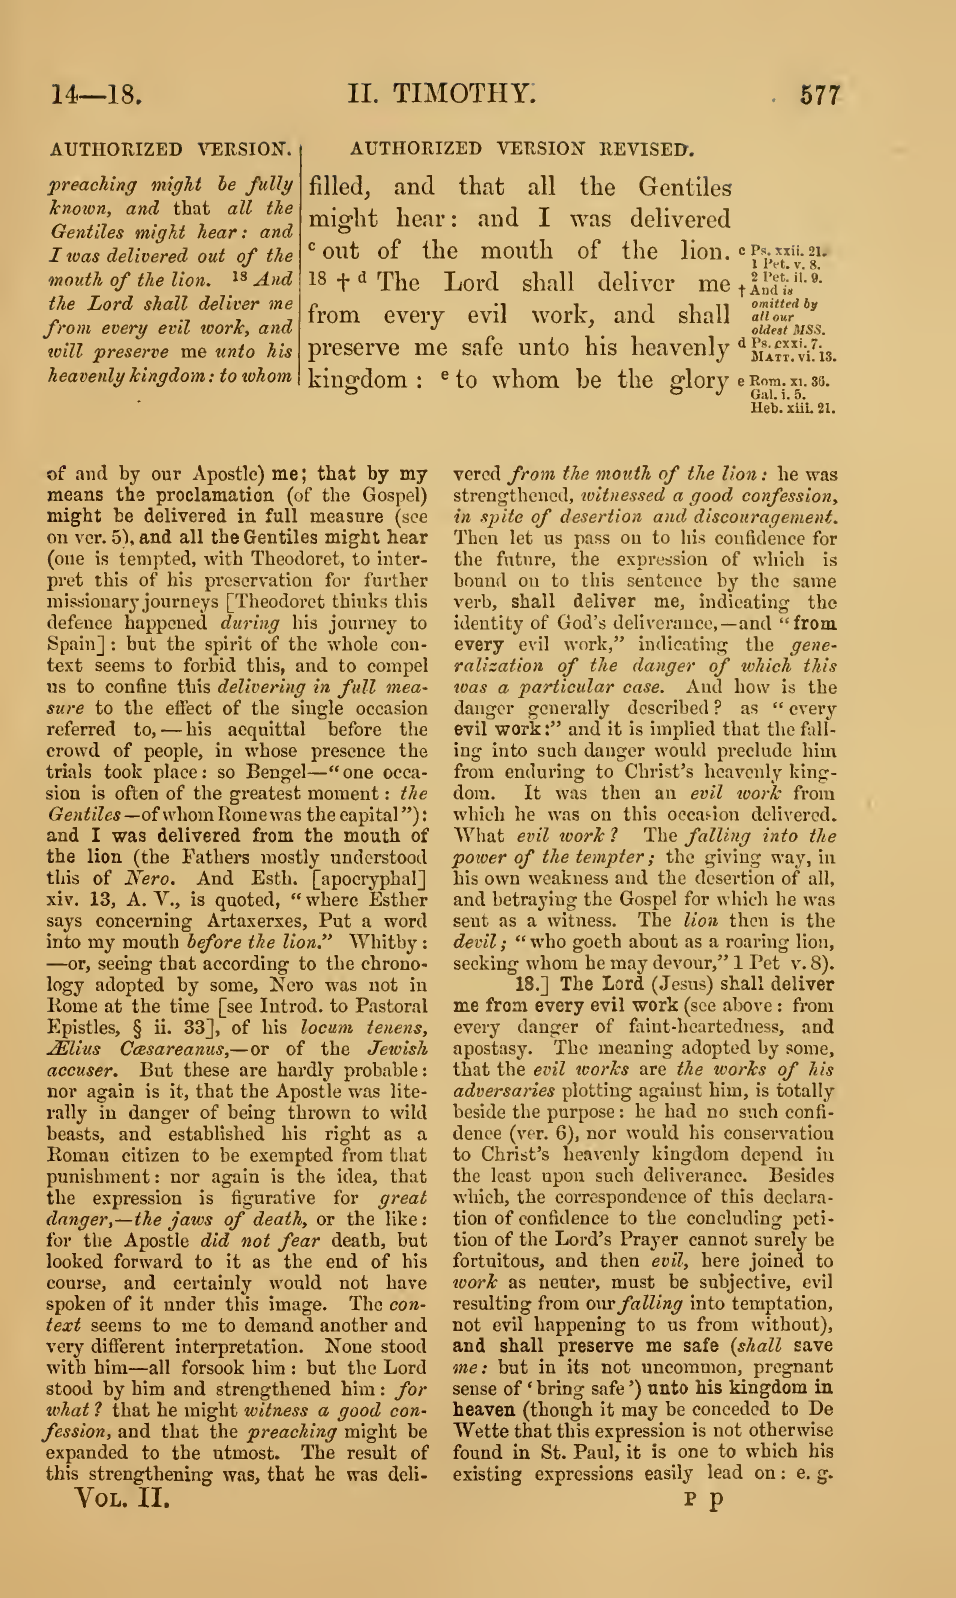 14—18.
II. TIMOTHY.
577
AUTHORIZED VERSION.
preaching might be fully
known, and that all the
Gentiles might hear: and
I was delivered out of the
mouth of the lion. 18 And
the Lord shall deliver me
from every evil work, and
will preserve me unto his
heavenly kingdom: to whom
AUTHORIZED VERSION REVISED.
filled, and that all the Gentiles
might hear: and I was delivered
c out of the mouth of the lion.
18 † d The Lord shall deliver me
from every evil work, and shall
preserve me safe unto his heavenly
kingdom : e to whom be the glory
c Ps. xxii. 21.
1 Pet. v. 8.
2 Pet. ii. 9.
† And is
omitted by
all our
oldest MSS.
d Ps. cxxi. 7.
MATT. vi. 13.
e Rom. xi. 36.
Gal. i. 5.
Heb. xiii. 21.
of and by our Apostle) me; that by my
means the proclamation (of the Gospel)
might be delivered in full measure (see
on ver. 5), and all the Gentiles might hear
(one is tempted, with Theodoret, to inter-
pret this of his preservation for further
missionary journeys [Theodoret thinks this
defence happened during his journey to
Spain] : but the spirit of the whole con-
text seems to forbid this, and to compel
us to confine this delivering in full mea-
sure to the effect of the single occasion
referred to,—his acquittal before the
crowd of people, in whose presence the
trials took place: so Bengel—“one occa-
sion is often of the greatest moment : the
Gentiles—of whom Rome was the capital”):
and I was delivered from the mouth of
the lion (the Fathers mostly understood
this of Nero. And Esth. [apocryphal]
xiv. 13, A. V., is quoted, “where Esther
says concerning Artaxerxes, Put a word
into my mouth before the lion.” Whitby :
—or, seeing that according to the chrono-
logy adopted by some, Nero was not in
Rome at the time [see Introd. to Pastoral
Epistles, § ii. 33], of his locum tenens,
Ælius Cæsareanus,—or of the Jewish
accuser. But these are hardly probable:
nor again is it, that the Apostle was lite-
rally in danger of being thrown to wild
beasts, and established his right as a
Roman citizen to be exempted from that
punishment: nor again is the idea, that
the expression is figurative for great
danger,—the jaws of death, or the like:
for the Apostle did not fear death, but
looked forward to it as the end of his
course, and certainly would not have
spoken of it under this image. The con-
text seems to me to demand another and
very different interpretation. None stood
with him—all forsook him : but the Lord
stood by him and strengthened him: for
what? that he might witness a good con-
fession, and that the preaching might be
expanded to the utmost. The result of
this strengthening was, that he was deli-
vered from the mouth of the lion: he was
strengthened, witnessed a good confession,
in spite of desertion and discouragement.
Then let us pass on to his confidence for
the future, the expression of which is
bound on to this sentence by the same
verb, shall deliver me, indicating the
identity of God's deliverance,—and “from
every evil work,” indicating the gene-
ralization of the danger of which this
was a particular case. And how is the
danger generally described? as “every
evil work:” and it is implied that the fall-
ing into such danger would preclude him
from enduring to Christ's heavenly king-
dom. It was then an evil work from
which he was on this occasion delivered.
What evil work? The falling into the
power of the tempter; the giving way, in
his own weakness and the desertion of all,
and betraying the Gospel for which he was
sent as a witness. The lion then is the
devil; “who goeth about as a roaring lion,
seeking whom he may devour,” 1 Pet v. 8).
18.] The Lord (Jesus) shall deliver
me from every evil work (see above : from
every danger of faint-heartedness, and
apostasy. The meaning adopted by some,
that the evil works are the works of his
adversaries plotting against him, is totally
beside the purpose: he had no such confi-
dence (ver. 6), nor would his conservation
to Christ's heavenly kingdom depend in
the least upon such deliverance. Besides
which, the correspondence of this declara-
tion of confidence to the concluding peti-
tion of the Lord's Prayer cannot surely be
fortuitous, and then evil, here joined to
work as neuter, must be subjective, evil
resulting from our falling into temptation,
not evil happening to us from without),
and shall preserve me safe (shall save
me: but in its not uncommon, pregnant
sense of ‘bring safe’) unto his kingdom in
heaven (though it may be conceded to De
Wette that this expression is not otherwise
found in St. Paul, it is one to which his
existing expressions easily lead on: e. g.
VOL. II.
P p